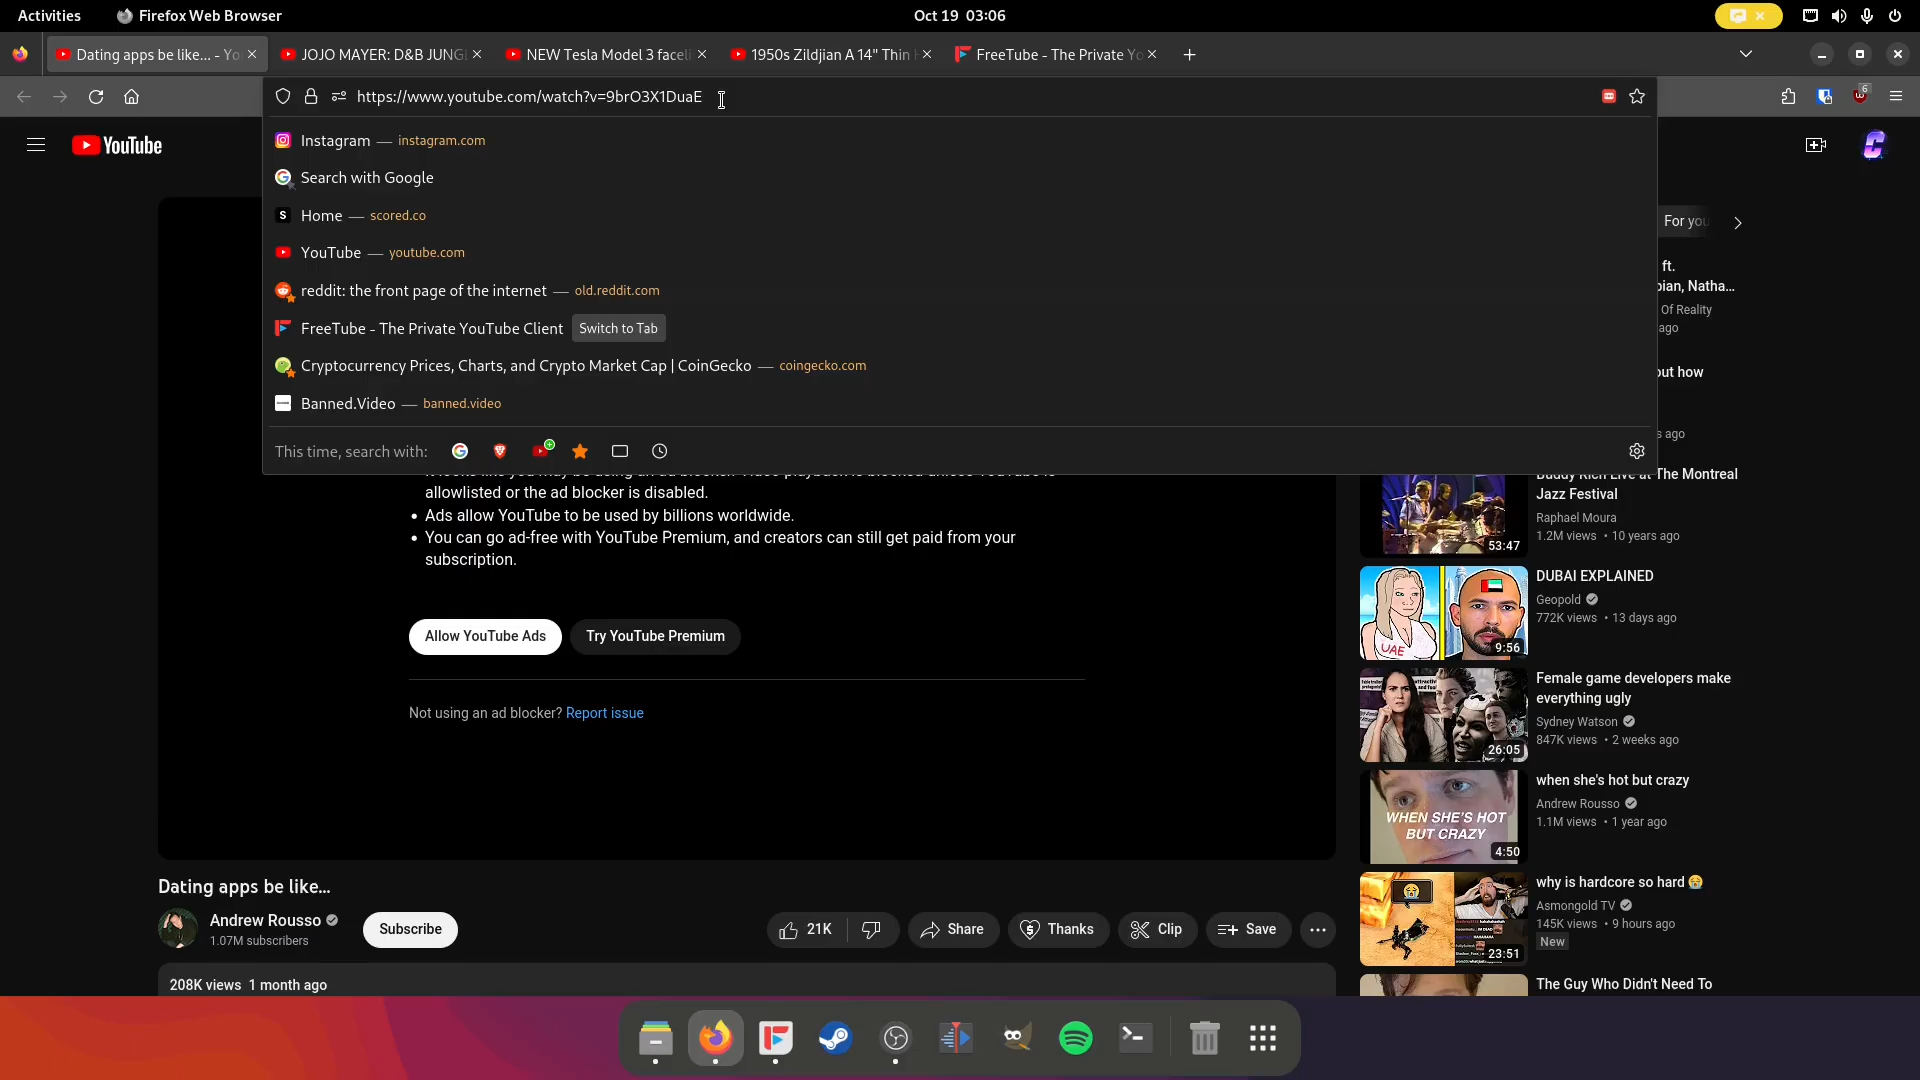 Activities
Firefox Web Browser
Oct 19 03:06
Dating apps be like... - Yo
JOJO MAYER: D&B JUNGL
NEW Tesla Model 3 faceli
1950s Zildjian A 14" Thin
FreeTube - The Private Yo
https://www.youtube.com/watch?v=9brO3X1DuaE
6
YouTube
Instagram — instagram.com
Search with Google
Home — scored.co
YouTube — youtube.com
reddit: the front page of the internet — old.reddit.com
FreeTube - The Private YouTube Client Switch to Tab
Cryptocurrency Prices, Charts, and Crypto Market Cap | CoinGecko — coingecko.com
Banned.Video — banned.video
This time, search with:
For you
ft.
bian, Natha...
Of Reality
ago
out how
s ago
allowlisted or the ad blocker is disabled.
• Ads allow YouTube to be used by billions worldwide.
• You can go ad-free with YouTube Premium, and creators can still get paid from your
subscription.
Allow YouTube Ads
Try YouTube Premium
Not using an ad blocker? Report issue
Dating apps be like...
Andrew Rousso
1.07M subscribers
Subscribe
21K
Share
Thanks
Clip
Save
208K views 1 month ago
Buddy Rich Live at The Montreal
Jazz Festival
Raphael Moura
1.2M views • 10 years ago
53:47
DUBAI EXPLAINED
Geopold
772K views • 13 days ago
UAE
9:56
Female game developers make
everything ugly
Sydney Watson
847K views • 2 weeks ago
26:05
when she's hot but crazy
Andrew Rousso
1.1M views • 1 year ago
WHEN SHE'S HOT
BUT CRAZY
4:50
why is hardcore so hard
Asmongold TV
145K views • 9 hours ago
New
23:51
The Guy Who Didn't Need To